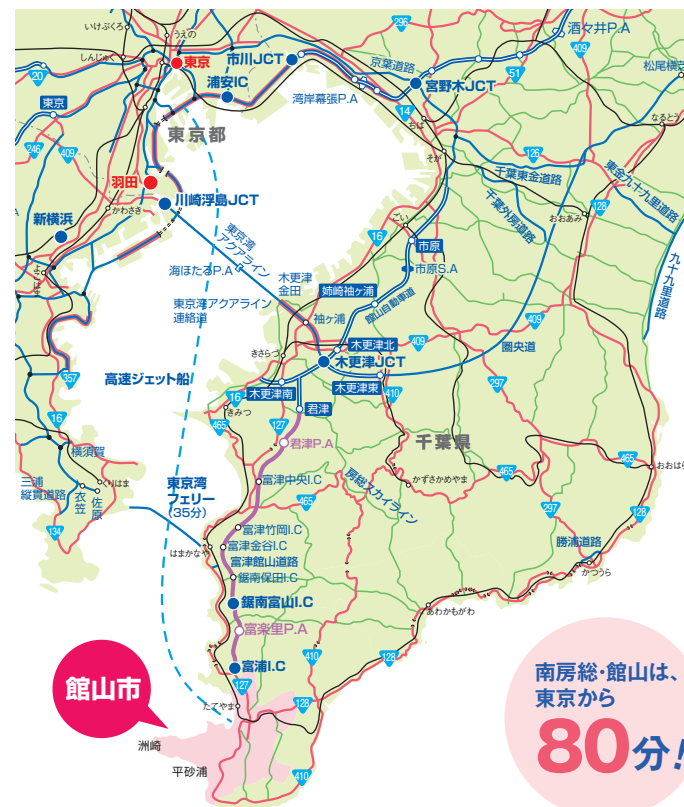 いけぶくろ
うえの
しんじゅく
東京
市川JCT
浦安IC
京葉道路
湾岸幕張P.A
宮野木JCT
酒々井P.A
松尾横芝
296
409
20
51
14
東京
東京都
246
409
ちば
そが
なるとう
126
千葉東金道路
東金九十九里道路
羽田
川崎浮島JCT
かわさき
新横浜
よこはま
千葉外房道路
おおあみ
128
九十九里道路
東京湾
アクアライン
海ほたるP.A
ごい
16
市原
市原S.A
木更津
金田
姉崎袖ヶ浦
館山自動車道
東京湾アクアライン
連絡道
袖ヶ浦
木更津北
409
409
圏央道
きさらづ
木更津JCT
357
高速ジェット船
木更津南
木更津東
410
297
16
16
君津
きみつ
465
127
君津P.A
千葉県
横須賀
三浦
縦貫道路
衣笠
佐原
くりはま
134
東京湾
フェリー
(35分)
富津中央I.C
房総スカイライン
かずさかめやま
465
465
465
おおはら
297
128
富津竹岡I.C
富津金谷I.C
はまかなや
富津館山道路
勝浦道路
かつうら
鋸南保田I.C
鋸南富山I.C
あわかもがわ
富楽里P.A
410
128
富浦I.C
127
館山市
たてやま
128
洲崎
平砂浦
410
南房総・館山は、
東京から
80分!